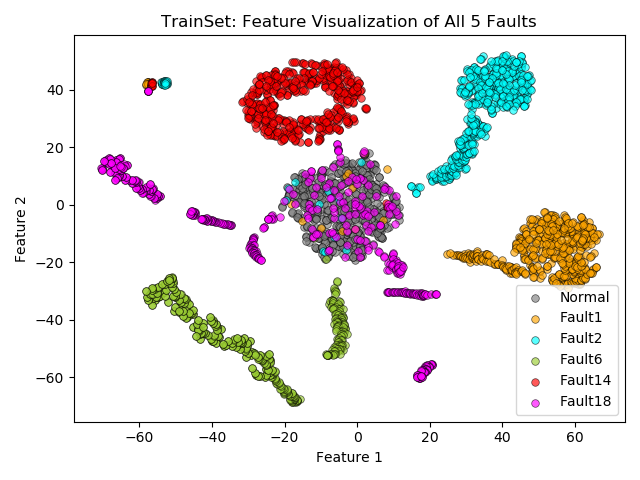 TrainSet: Feature Visualization of All 5 Faults
Feature 2
40
20
0
−20
−40
−60
Normal
Fault1
Fault2
Fault6
Fault14
Fault18
−60 −40 −20 0 20 40 60
Feature 1